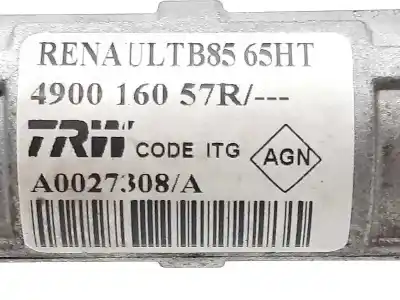 RENAULTB85 65HT
4900 160 57R/---
TRW CODE ITG AGN
A0027308/A